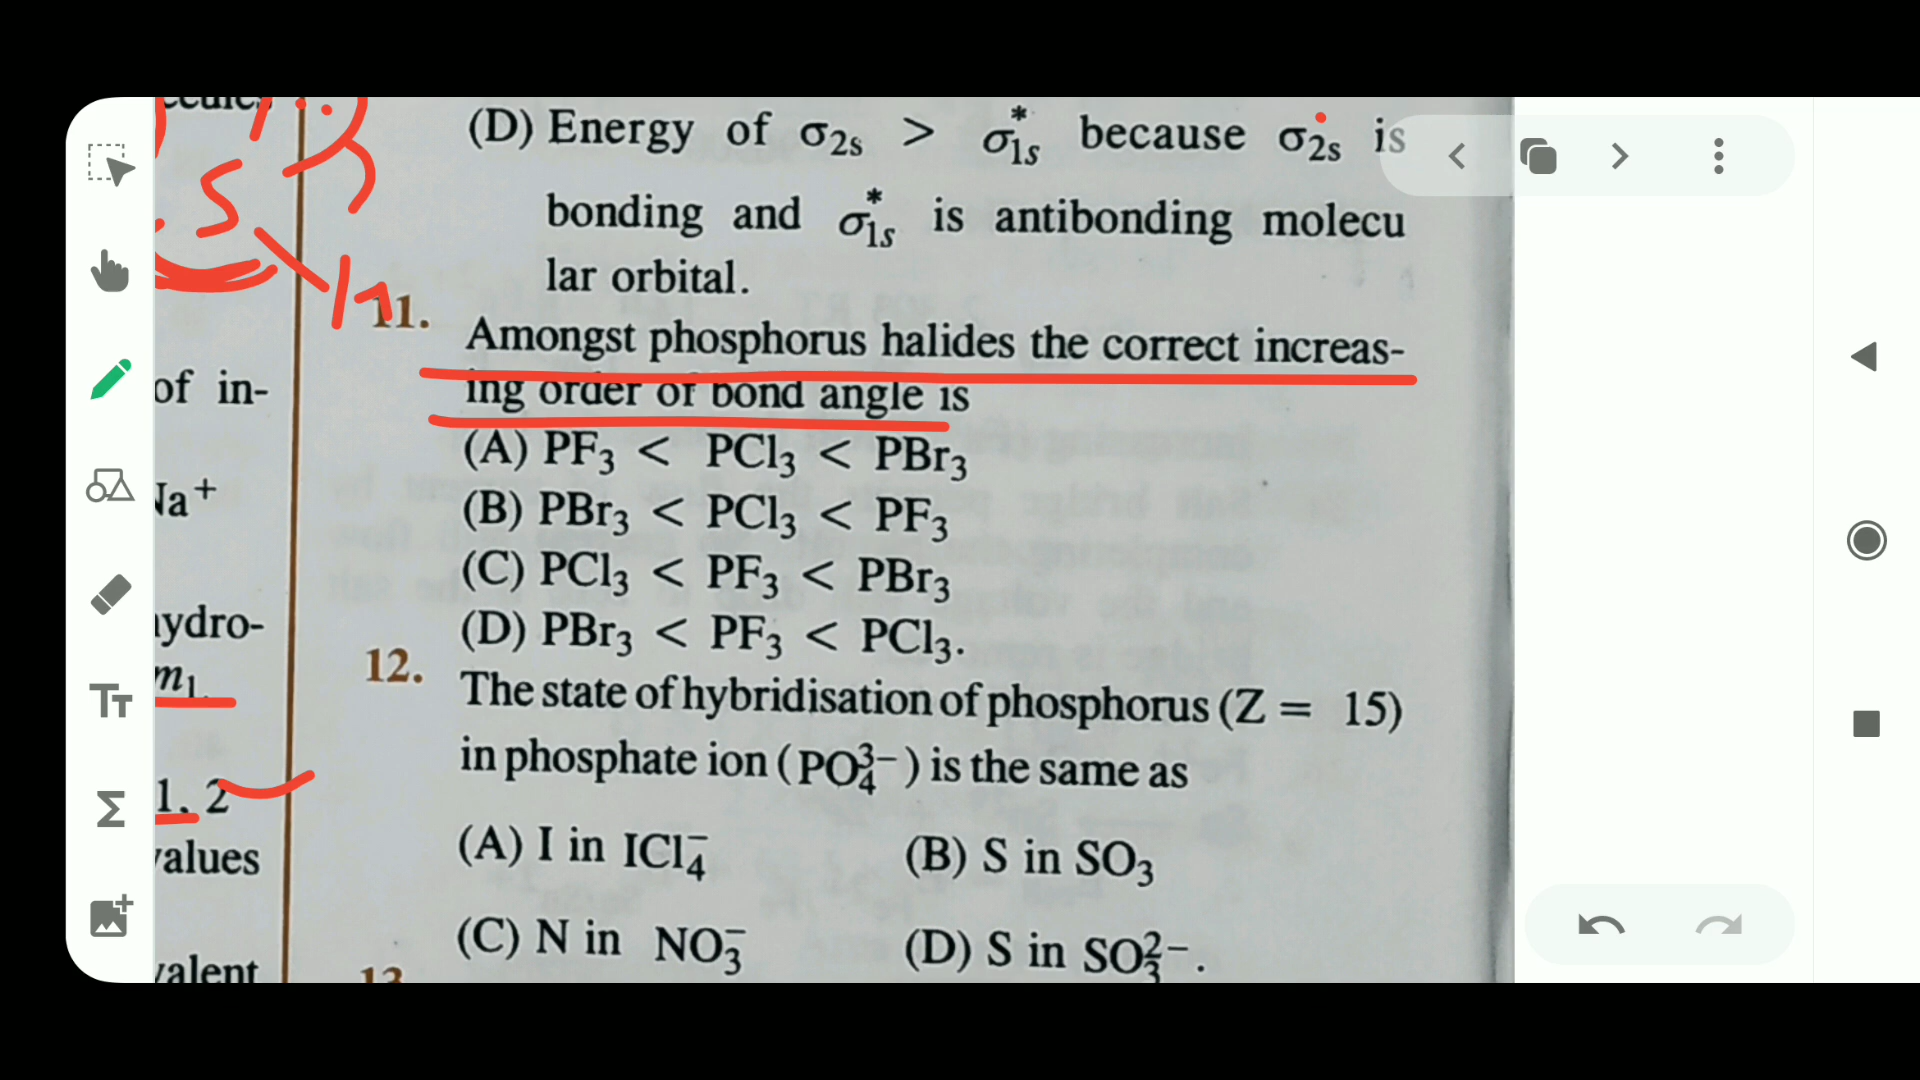 (D) Energy of σ2s > σ*1s because σ2s is
bonding and σ*1s is antibonding molecu
lar orbital.
11. Amongst phosphorus halides the correct increas-
ing order of bond angle is
(A) PF3 < PCl3 < PBr3
(B) PBr3 < PCl3 < PF3
(C) PCl3 < PF3 < PBr3
(D) PBr3 < PF3 < PCl3.
12. The state of hybridisation of phosphorus (Z = 15)
in phosphate ion (PO4^3−) is the same as
(A) I in ICl4^− (B) S in SO3
(C) N in NO3^− (D) S in SO3^2−.
of in-
Na+
hydro-
m1.
1, 2
values
valent
Tт
Σ